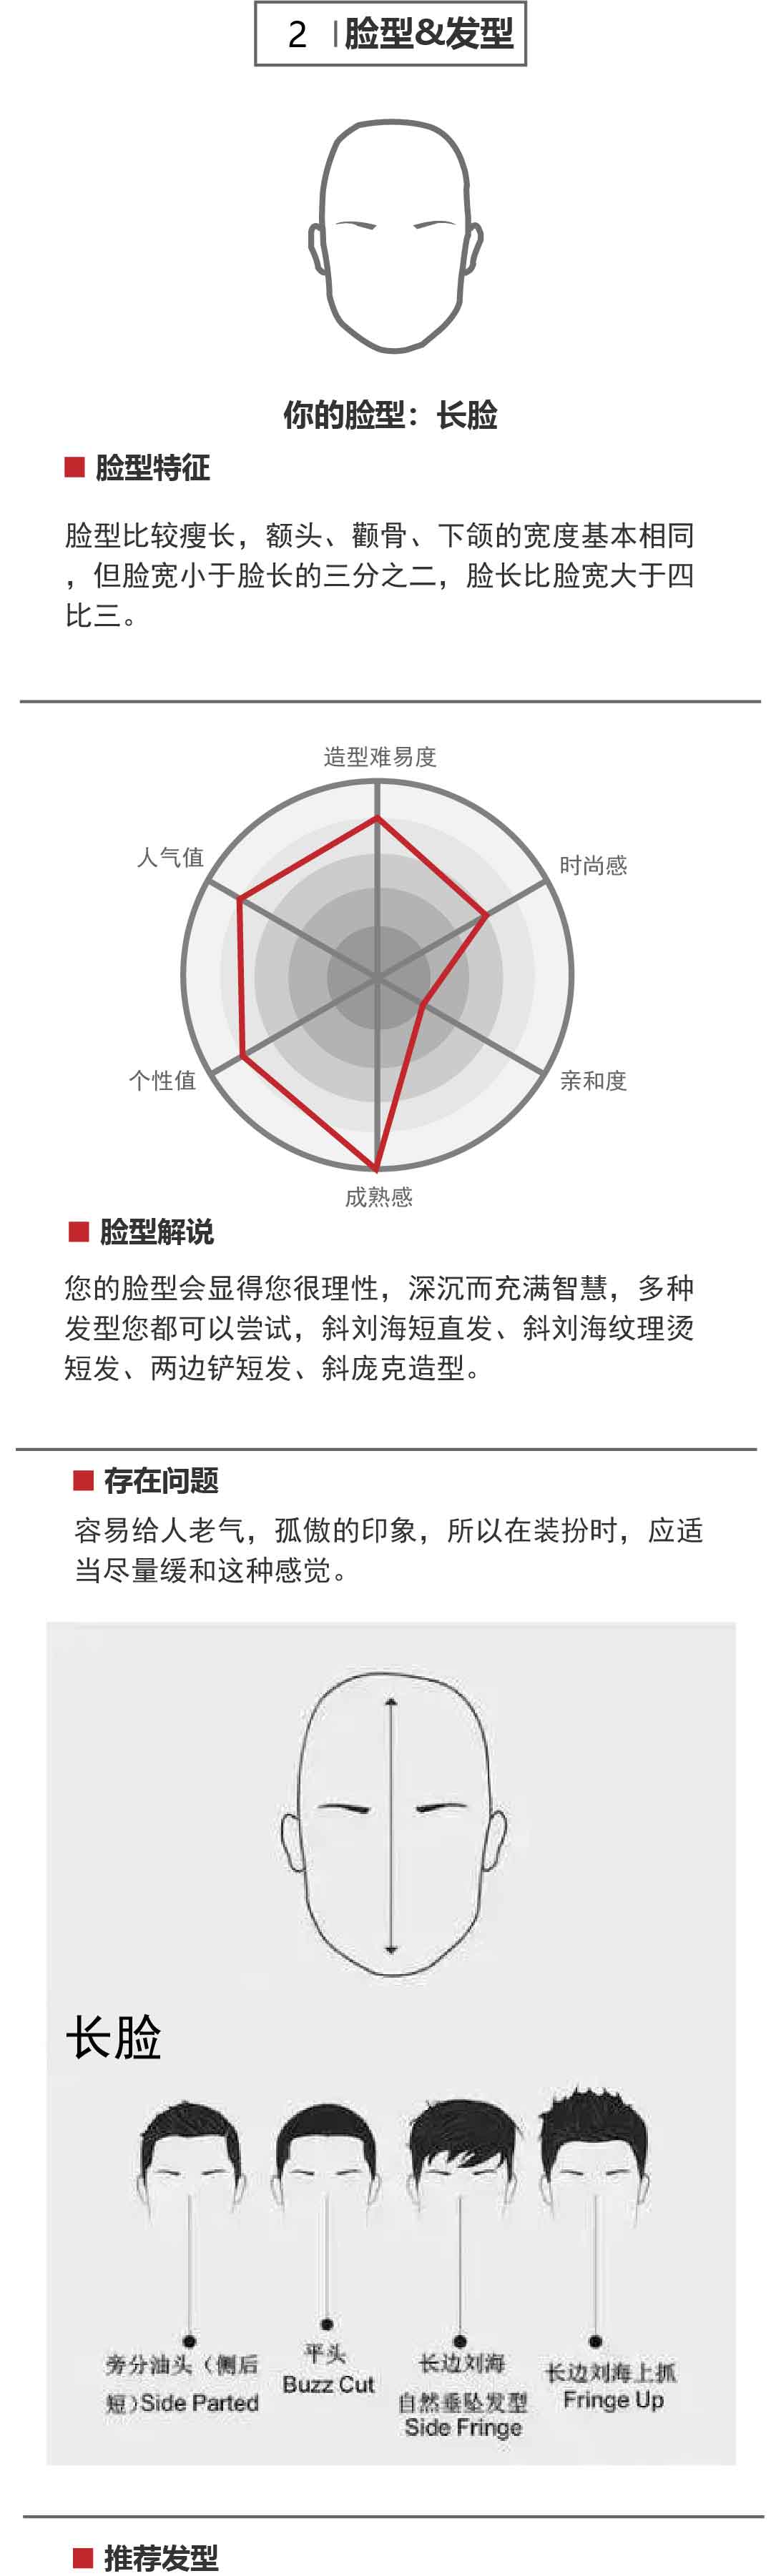 2 |脸型&发型
你的脸型：长脸
脸型特征
脸型比较瘦长，额头、颧骨、下颌的宽度基本相同
，但脸宽小于脸长的三分之二，脸长比脸宽大于四
比三。
造型难易度
人气值
时尚感
个性值
亲和度
成熟感
脸型解说
您的脸型会显得您很理性，深沉而充满智慧，多种
发型您都可以尝试，斜刘海短直发、斜刘海纹理烫
短发、两边铲短发、斜庞克造型。
存在问题
容易给人老气，孤傲的印象，所以在装扮时，应适
当尽量缓和这种感觉。
长脸
旁分油头（侧后
短）Side Parted
平头
Buzz Cut
长边刘海
自然垂坠发型
Side Fringe
长边刘海上抓
Fringe Up
推荐发型